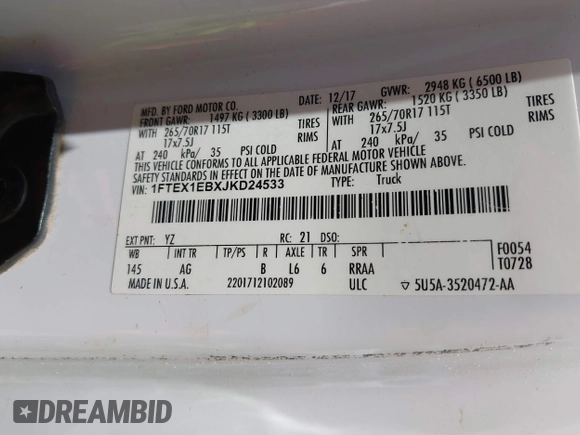 MFD. BY FORD MOTOR CO.
DATE: 12/17
GVWR: 2948 KG ( 6500 LB)
FRONT GAWR: 1497 KG ( 3300 LB)
REAR GAWR: 1520 KG ( 3350 LB)
WITH 265/70R17 115T TIRES
WITH 265/70R17 115T TIRES
17x7.5J RIMS
17x7.5J RIMS
AT 240 kPa/ 35 PSI COLD
AT 240 kPa/ 35 PSI COLD
THIS VEHICLE CONFORMS TO ALL APPLICABLE FEDERAL MOTOR VEHICLE
SAFETY STANDARDS IN EFFECT ON THE DATE OF MANUFACTURE SHOWN ABOVE.
VIN: 1FTEX1EBXJKD24533
TYPE: Truck
EXT PNT: YZ RC: 21 DSO:
WB INT TR TP/PS R AXLE TR SPR
145 AG B L6 6 RRAA
F0054
T0728
MADE IN U.S.A. 2201712102089 ULC
5U5A-3520472-AA
DREAMBID